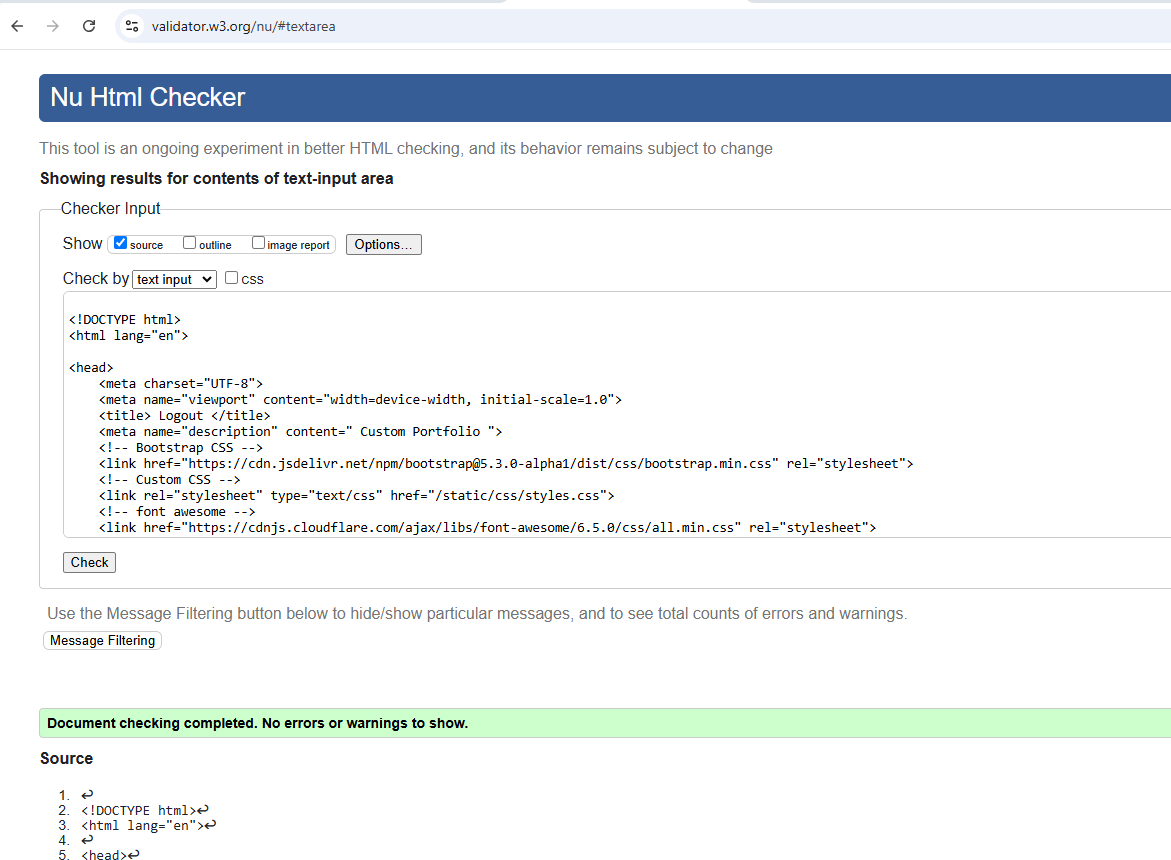 validator.w3.org/nu/#textarea
Nu Html Checker
This tool is an ongoing experiment in better HTML checking, and its behavior remains subject to change
Showing results for contents of text-input area
Checker Input
Show source outline image report Options...
Check by text input css
<!DOCTYPE html>
<html lang="en">
<head>
<meta charset="UTF-8">
<meta name="viewport" content="width=device-width, initial-scale=1.0">
<title> Logout </title>
<meta name="description" content=" Custom Portfolio ">
<!-- Bootstrap CSS -->
<link href="https://cdn.jsdelivr.net/npm/bootstrap@5.3.0-alpha1/dist/css/bootstrap.min.css" rel="stylesheet">
<!-- Custom CSS -->
<link rel="stylesheet" type="text/css" href="/static/css/styles.css">
<!-- font awesome -->
<link href="https://cdnjs.cloudflare.com/ajax/libs/font-awesome/6.5.0/css/all.min.css" rel="stylesheet">
Check
Use the Message Filtering button below to hide/show particular messages, and to see total counts of errors and warnings.
Message Filtering
Document checking completed. No errors or warnings to show.
Source
1. ↩
2. <!DOCTYPE html>↩
3. <html lang="en">↩
4. ↩
5. <head>↩